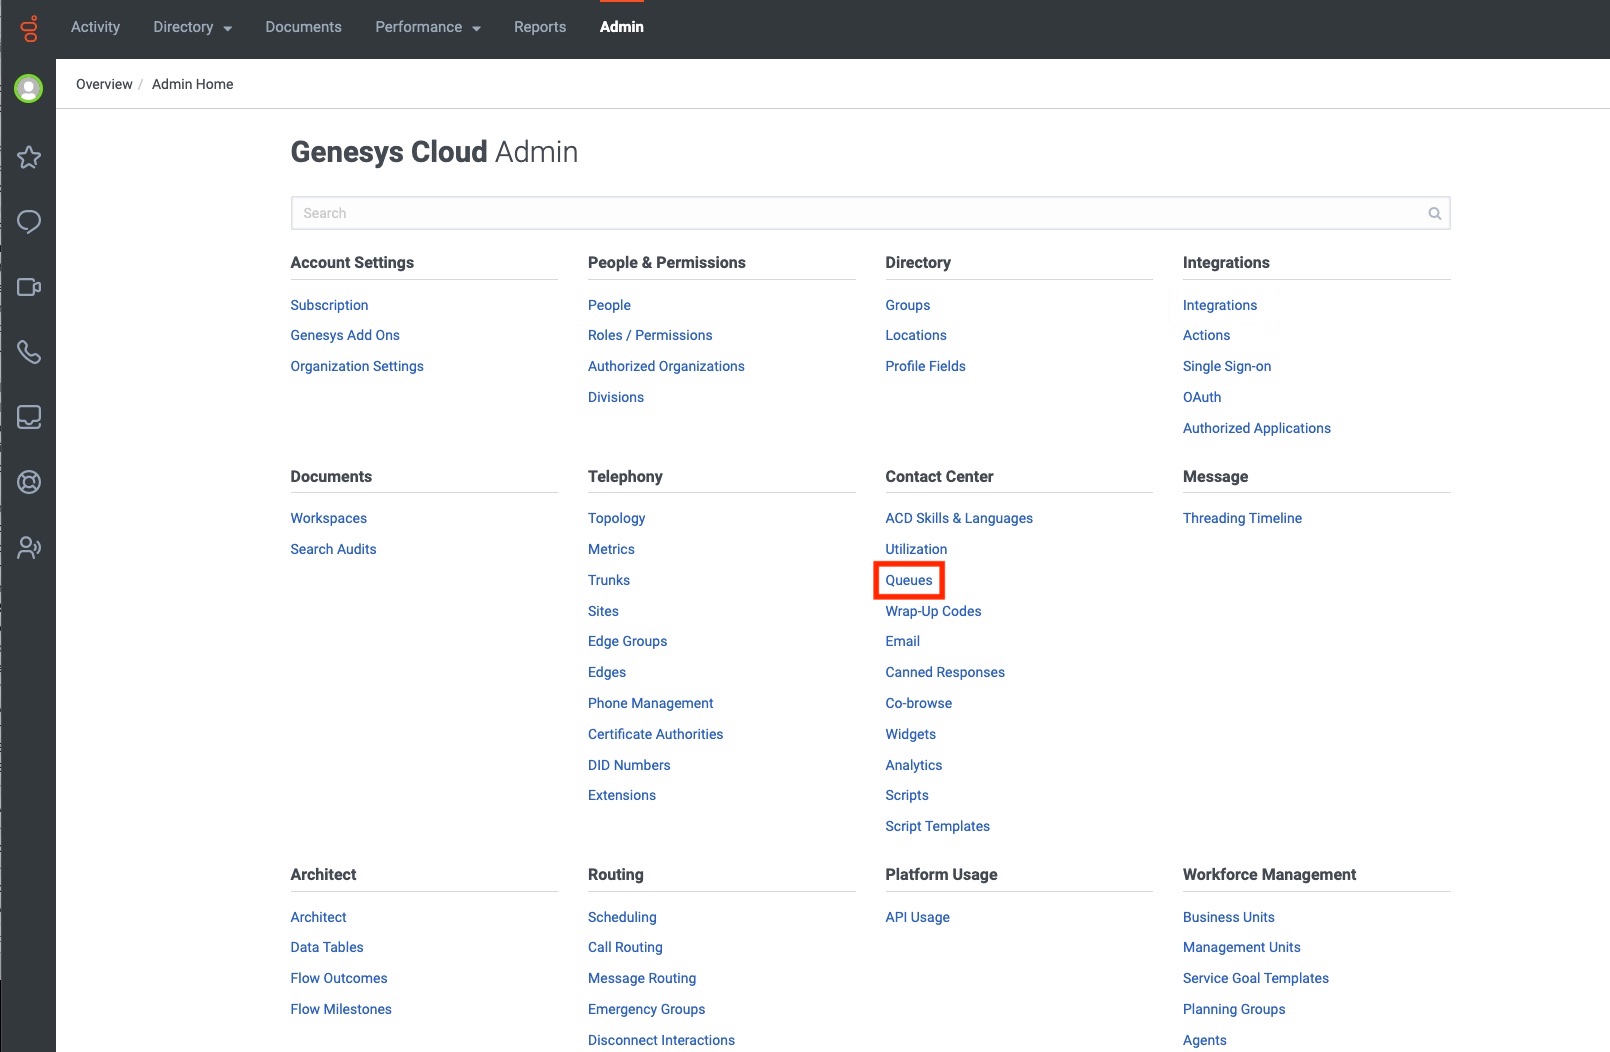 Activity Directory Documents Performance Reports Admin
Overview / Admin Home
Genesys Cloud Admin
Search
Account Settings
Subscription
Genesys Add Ons
Organization Settings
People & Permissions
People
Roles / Permissions
Authorized Organizations
Divisions
Directory
Groups
Locations
Profile Fields
Integrations
Integrations
Actions
Single Sign-on
OAuth
Authorized Applications
Documents
Workspaces
Search Audits
Telephony
Topology
Metrics
Trunks
Sites
Edge Groups
Edges
Phone Management
Certificate Authorities
DID Numbers
Extensions
Contact Center
ACD Skills & Languages
Utilization
Queues
Wrap-Up Codes
Email
Canned Responses
Co-browse
Widgets
Analytics
Scripts
Script Templates
Message
Threading Timeline
Architect
Architect
Data Tables
Flow Outcomes
Flow Milestones
Routing
Scheduling
Call Routing
Message Routing
Emergency Groups
Disconnect Interactions
Platform Usage
API Usage
Workforce Management
Business Units
Management Units
Service Goal Templates
Planning Groups
Agents